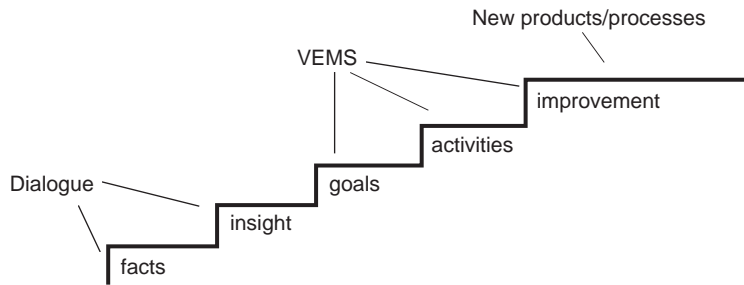 New products/processes
VEMS
improvement
activities
Dialogue
goals
insight
facts